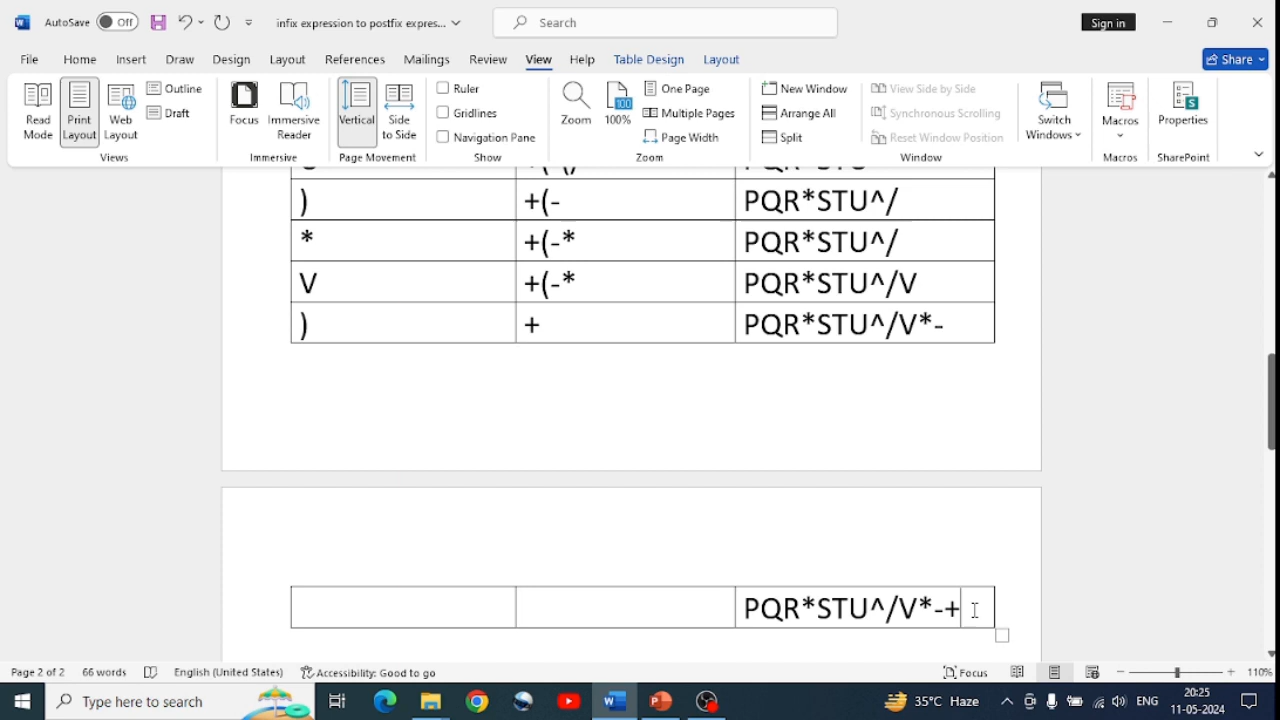 AutoSave Off infix expression to postfix expres... Search Sign in
File Home Insert Draw Design Layout References Mailings Review View Help Table Design Layout Share
Read Mode Print Layout Web Layout Outline Draft Views
Focus Immersive Reader Immersive
Vertical Side to Side Page Movement
Ruler Gridlines Navigation Pane Show
Zoom 100% One Page Multiple Pages Page Width Zoom
New Window Arrange All Split View Side by Side Synchronous Scrolling Reset Window Position Switch Windows Window
Macros Macros
Properties SharePoint
) +(- PQR*STU^/
* +(-* PQR*STU^/
V +(-* PQR*STU^/V
) + PQR*STU^/V*-
PQR*STU^/V*-+
Page 2 of 2 66 words English (United States) Accessibility: Good to go Focus 110%
Type here to search 35°C Haze ENG 20:25
11-05-2024